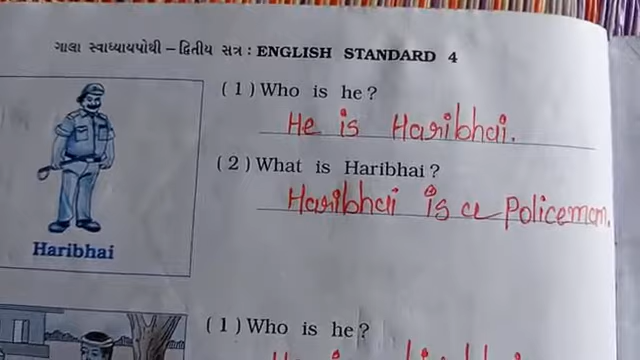 ગાલા સ્વાધ્યાયપોથી – દ્વિતીય સત્ર : ENGLISH STANDARD 4
( 1 ) Who is he ?
He is Haribhai.
( 2 ) What is Haribhai ?
Haribhai is a Policeman.
Haribhai
( 1 ) Who is he ?